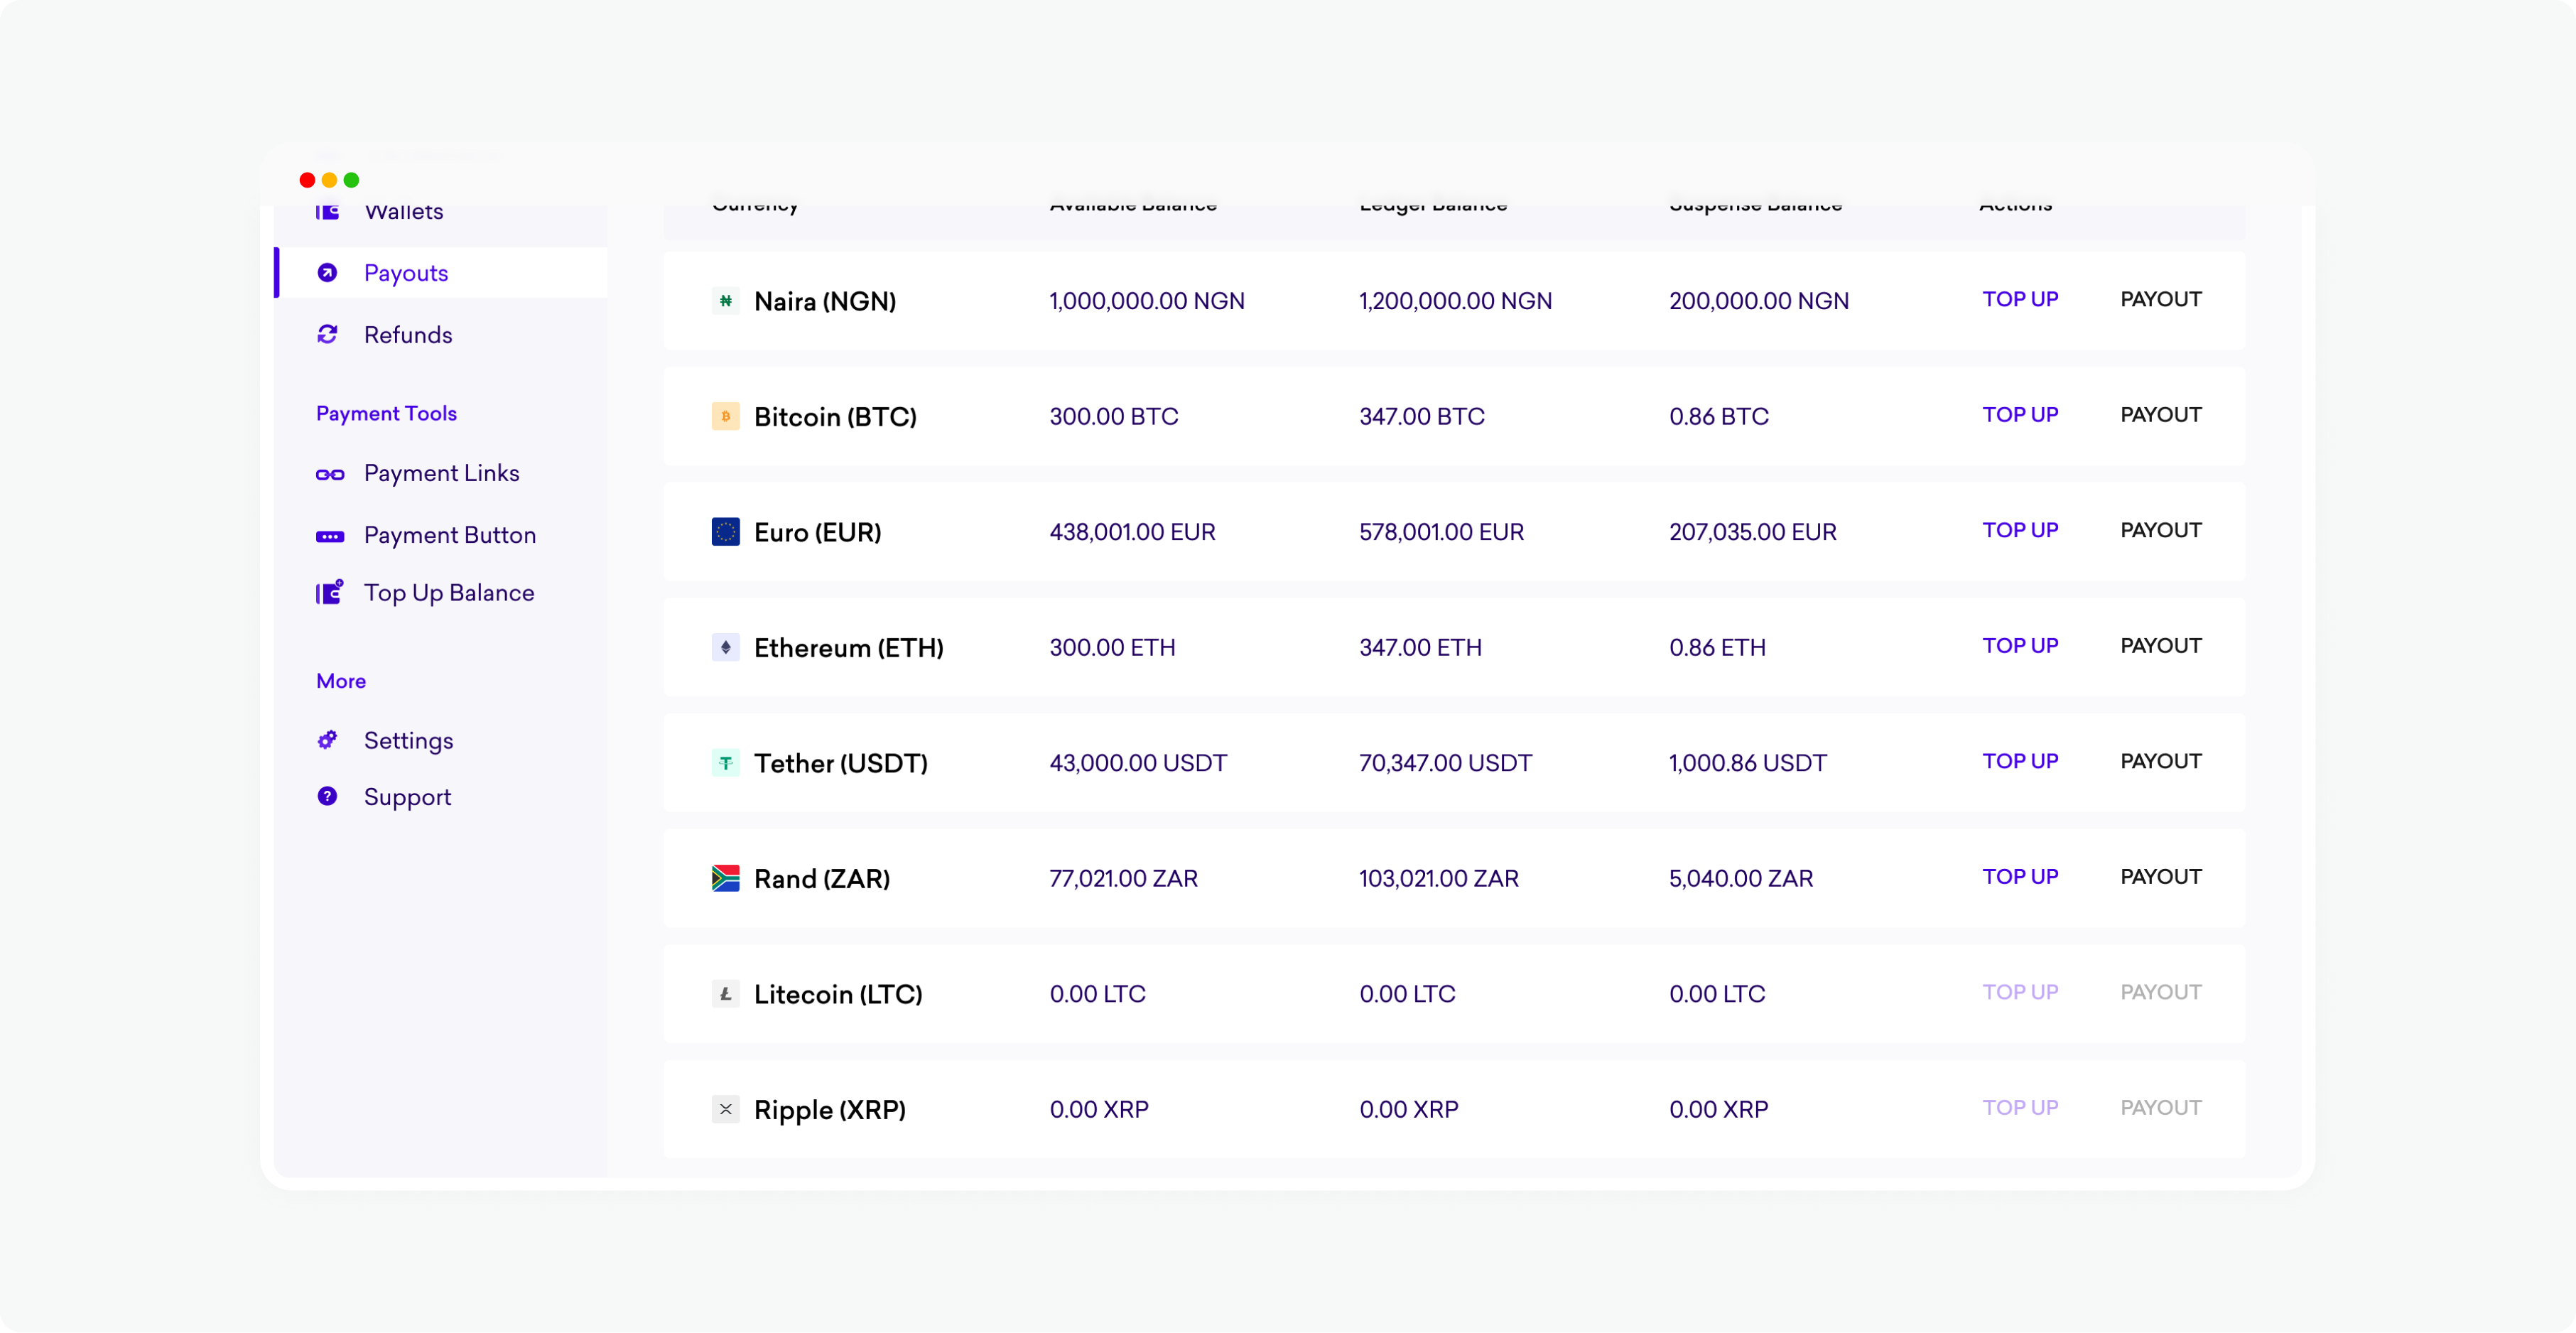 Wallets
Payouts
Refunds
Payment Tools
Payment Links
Payment Button
Top Up Balance
More
Settings
Support
Currency Available Balance Ledger Balance Suspense Balance Actions
₦ Naira (NGN) 1,000,000.00 NGN 1,200,000.00 NGN 200,000.00 NGN TOP UP PAYOUT
Bitcoin (BTC) 300.00 BTC 347.00 BTC 0.86 BTC TOP UP PAYOUT
Euro (EUR) 438,001.00 EUR 578,001.00 EUR 207,035.00 EUR TOP UP PAYOUT
Ethereum (ETH) 300.00 ETH 347.00 ETH 0.86 ETH TOP UP PAYOUT
Tether (USDT) 43,000.00 USDT 70,347.00 USDT 1,000.86 USDT TOP UP PAYOUT
Rand (ZAR) 77,021.00 ZAR 103,021.00 ZAR 5,040.00 ZAR TOP UP PAYOUT
Litecoin (LTC) 0.00 LTC 0.00 LTC 0.00 LTC TOP UP PAYOUT
Ripple (XRP) 0.00 XRP 0.00 XRP 0.00 XRP TOP UP PAYOUT